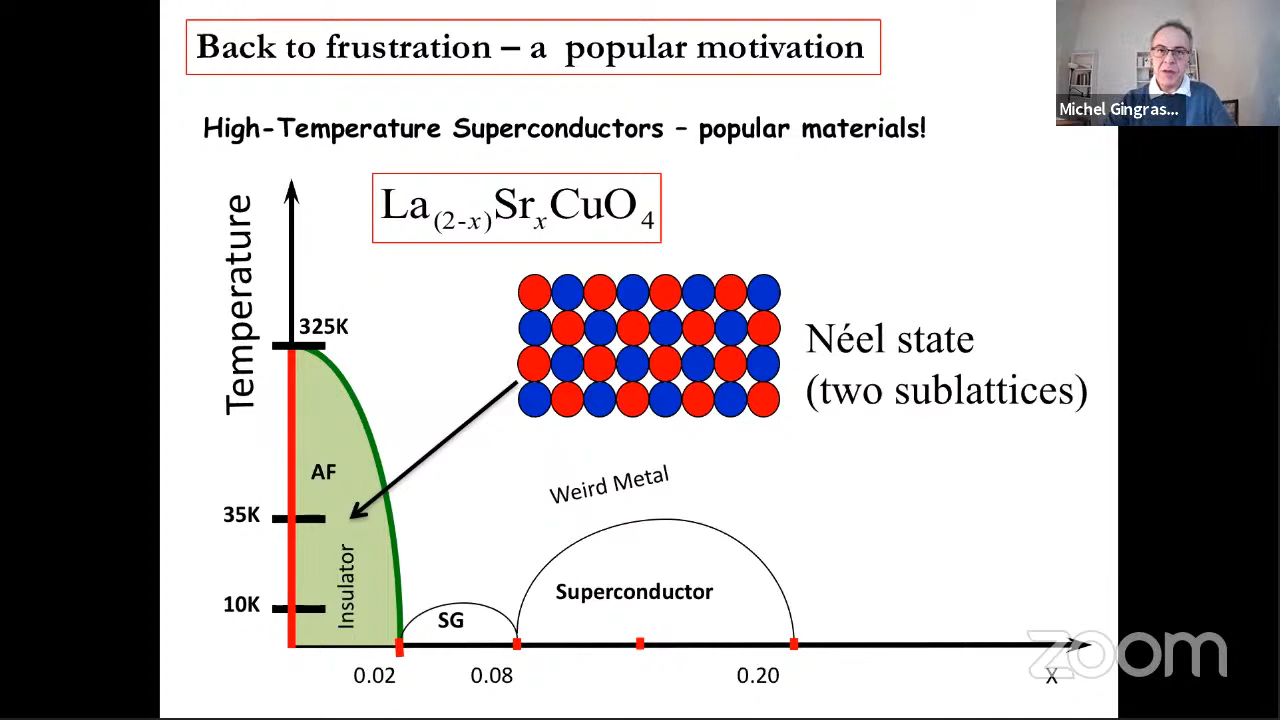 Back to frustration – a popular motivation
Michel Gingras...
High-Temperature Superconductors – popular materials!
La(2-x)SrxCuO4
Temperature
325K
Néel state
(two sublattices)
AF
Weird Metal
35K
Insulator
Superconductor
10K
SG
0.02
0.08
0.20
X
zoom